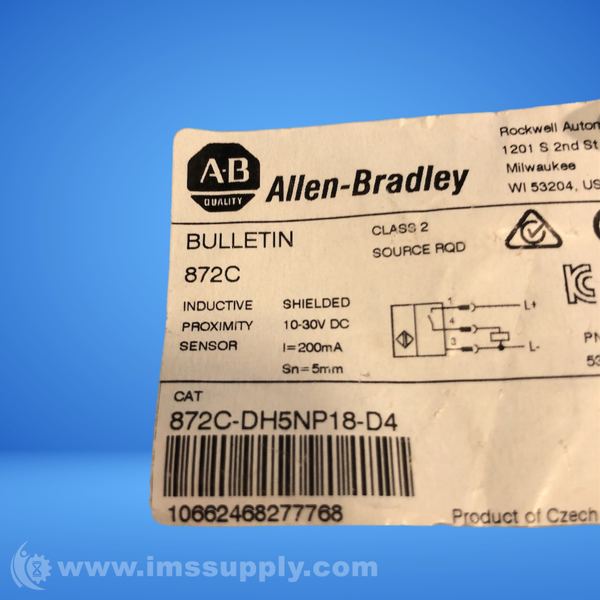 A·B
QUALITY
Allen-Bradley
Rockwell Autom
1201 S 2nd St
Milwaukee
WI 53204, US
BULLETIN
872C
CLASS 2
SOURCE RQD
INDUCTIVE
PROXIMITY
SENSOR
SHIELDED
10-30V DC
I=200mA
Sn=5mm
1
4
3
L+
L-
PN
53
CAT
872C-DH5NP18-D4
10662468277768
Product of Czech
www.imssupply.com